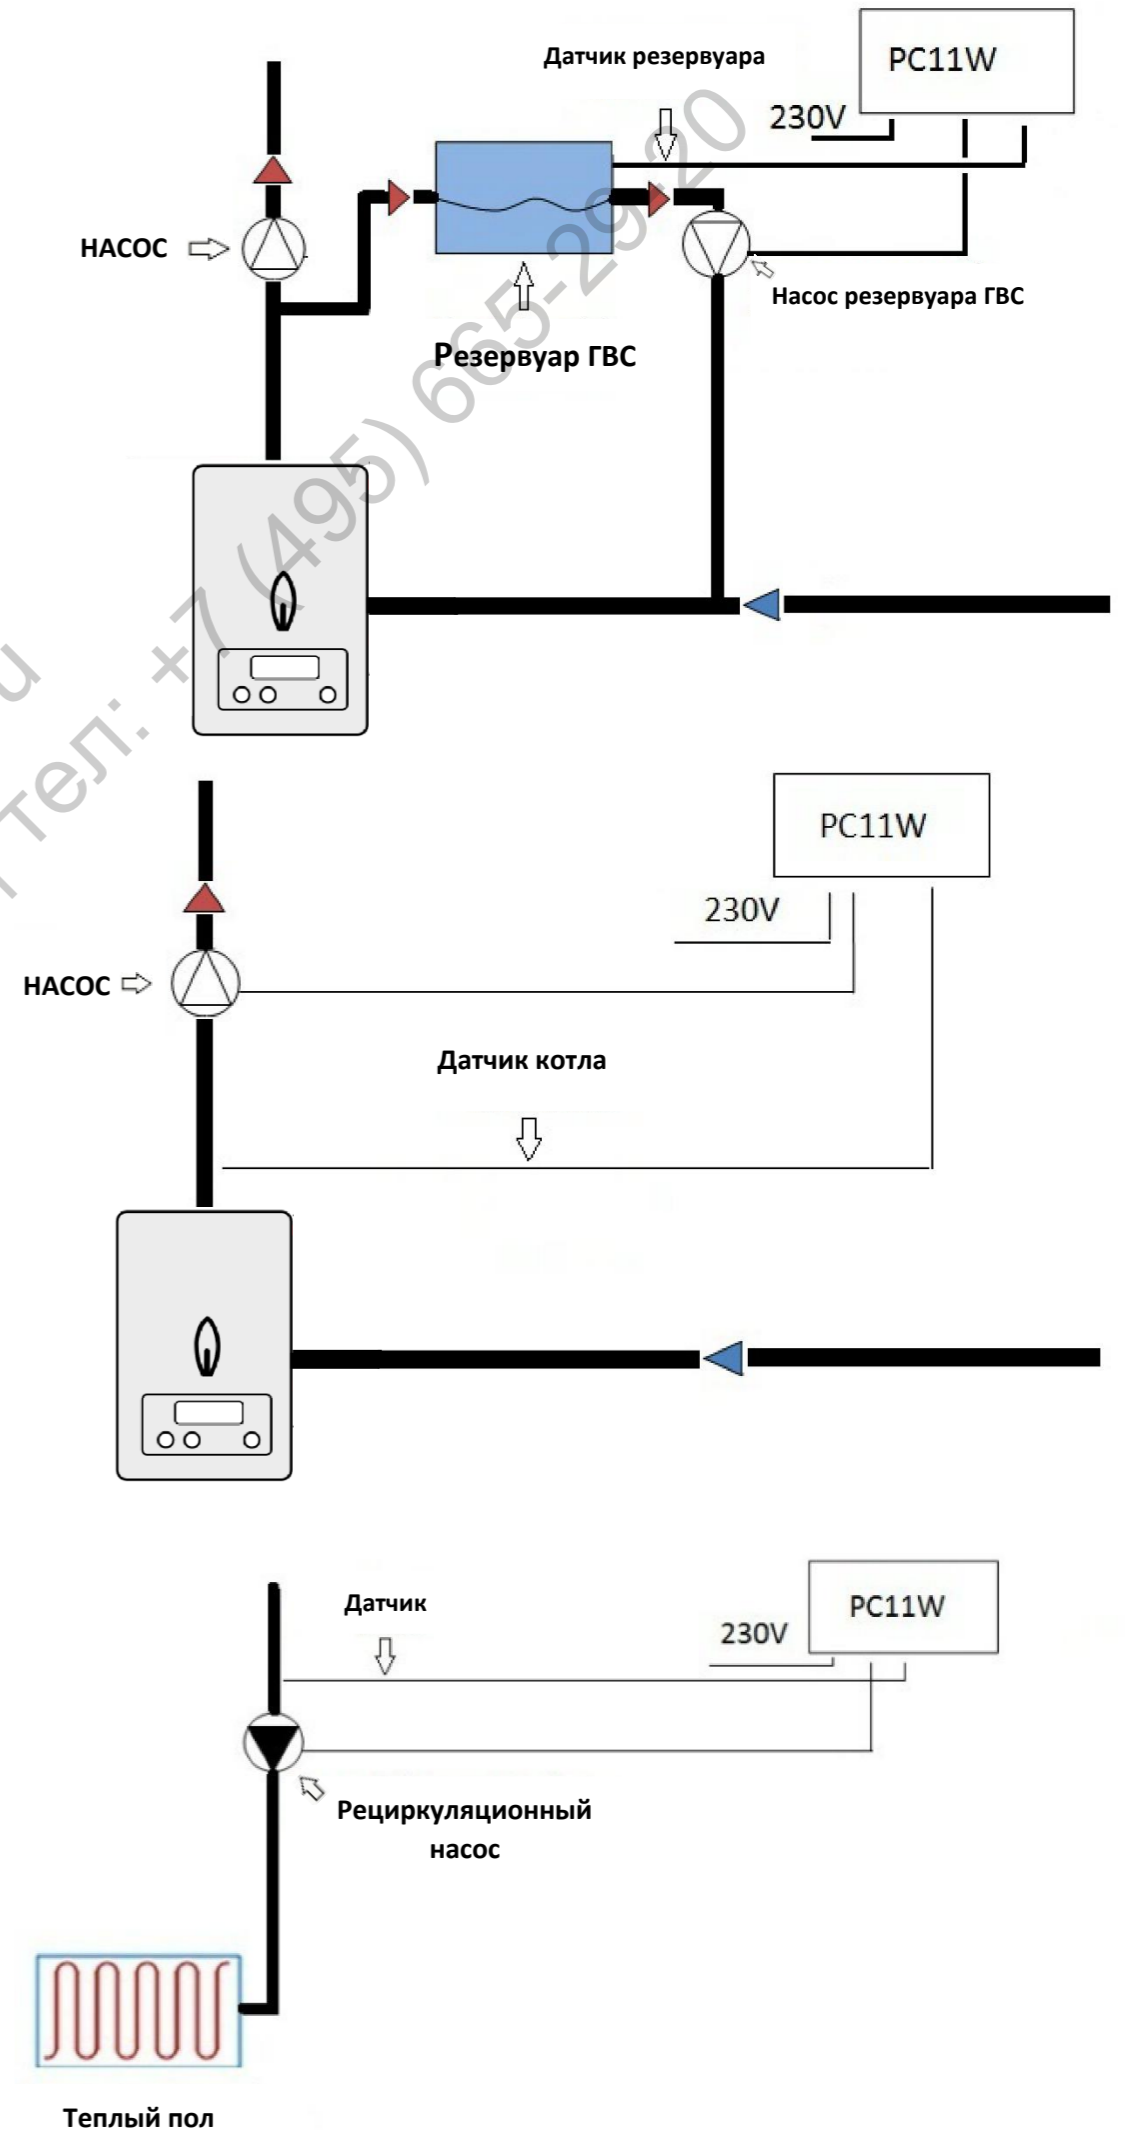 Датчик резервуара
PC11W
230V
НАСОС
Насос резервуара ГВС
Резервуар ГВС
u
тел: +7 (495) 665-29-20
PC11W
230V
НАСОС
Датчик котла
Датчик
PC11W
230V
Рециркуляционный
насос
Теплый пол